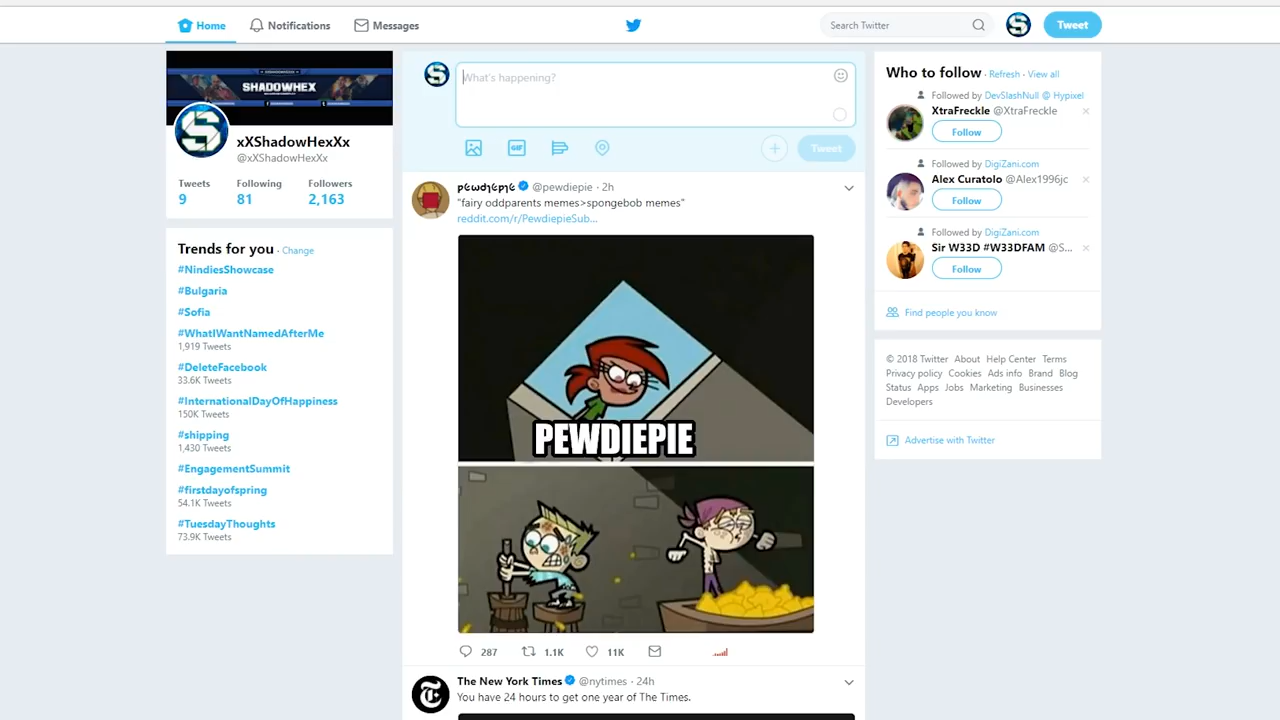 Home
Notifications
Messages
Search Twitter
Tweet
SHADOWHEX
xXShadowHexXx
@xXShadowHexXx
Tweets
Following
Followers
9
81
2,163
Trends for you · Change
#NindiesShowcase
#Bulgaria
#Sofia
#WhatIWantNamedAfterMe
1,919 Tweets
#DeleteFacebook
33.6K Tweets
#InternationalDayOfHappiness
150K Tweets
#shipping
1,430 Tweets
#EngagementSummit
#firstdayofspring
54.1K Tweets
#TuesdayThoughts
73.9K Tweets
What's happening?
GIF
Tweet
@pewdiepie · 2h
"fairy oddparents memes>spongebob memes"
reddit.com/r/PewdiepieSub...
PEWDIEPIE
287
1.1K
11K
The New York Times @nytimes · 24h
You have 24 hours to get one year of The Times.
Who to follow · Refresh · View all
Followed by DevSlashNull @ Hypixel
XtraFreckle @XtraFreckle
Follow
Followed by DigiZani.com
Alex Curatolo @Alex1996jc
Follow
Followed by DigiZani.com
Sir W33D #W33DFAM @S...
Follow
Find people you know
© 2018 Twitter About Help Center Terms
Privacy policy Cookies Ads info Brand Blog
Status Apps Jobs Marketing Businesses
Developers
Advertise with Twitter